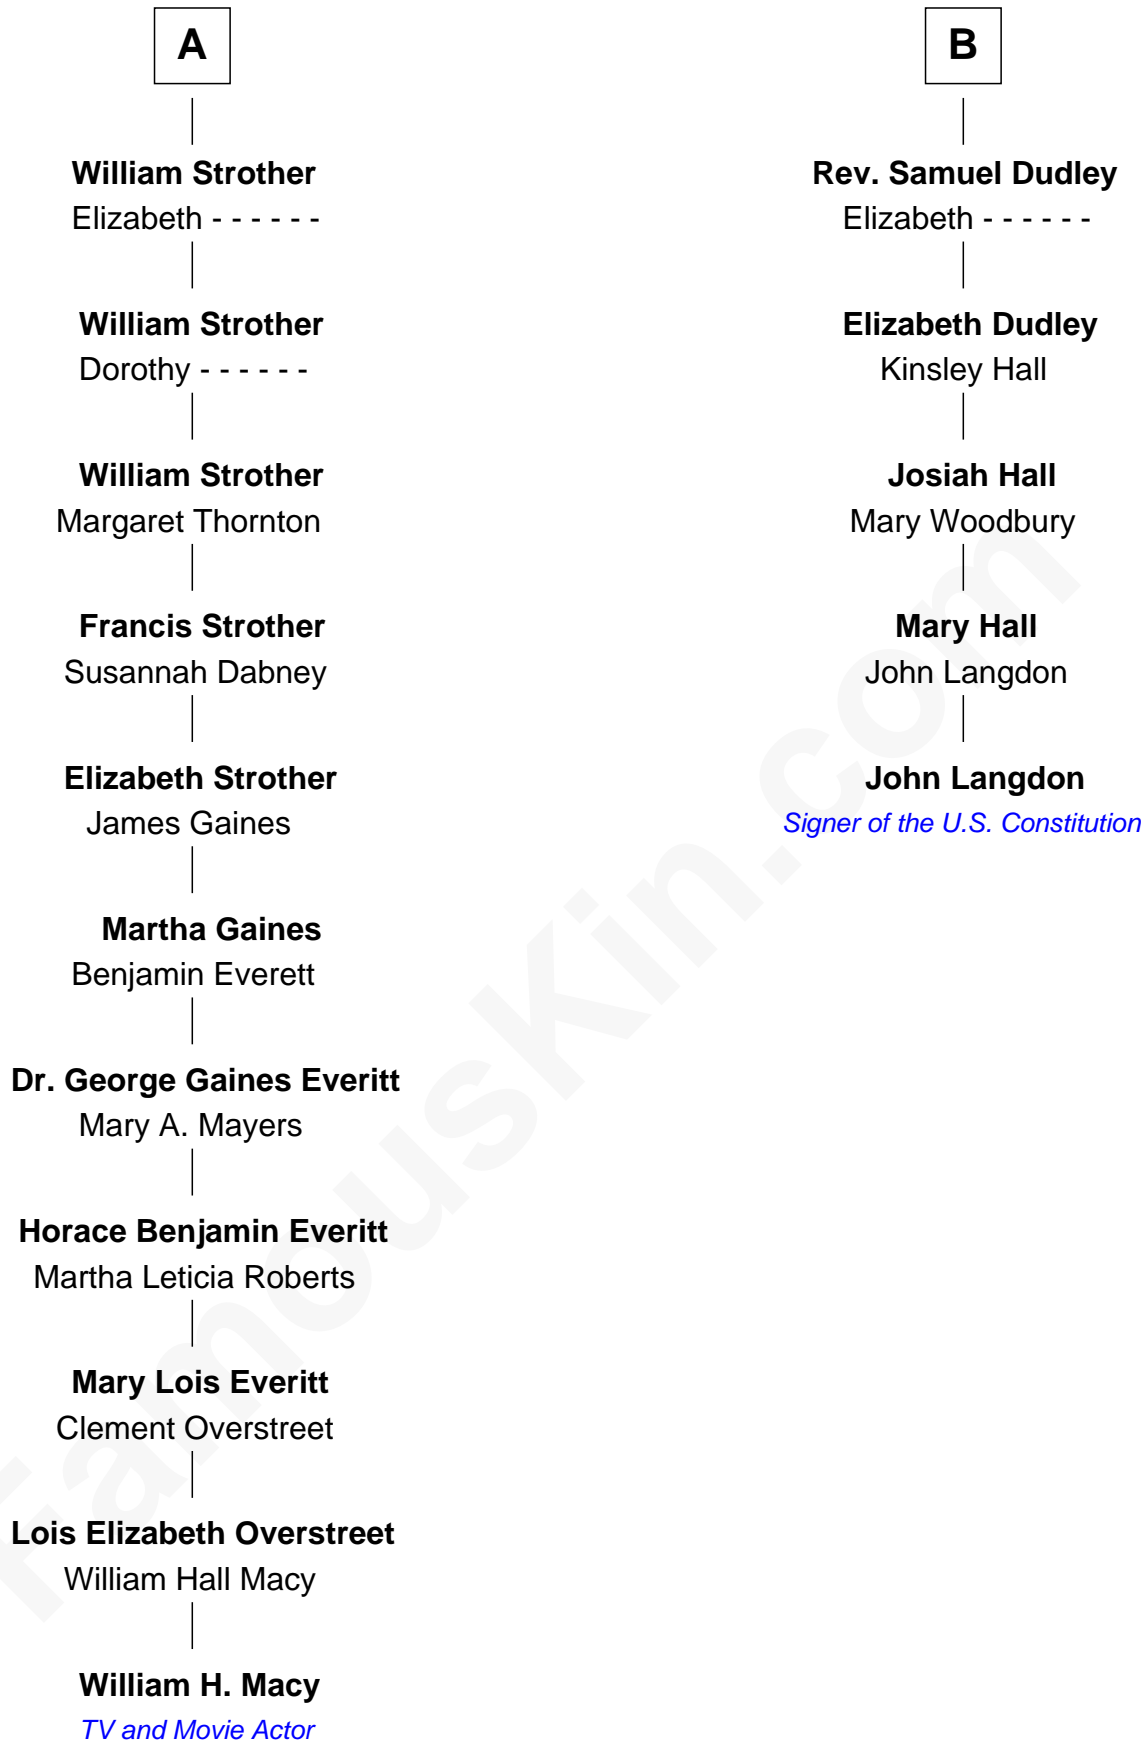 A
William Strother
Elizabeth - - - - - -
William Strother
Dorothy - - - - - -
William Strother
Margaret Thornton
Francis Strother
Susannah Dabney
Elizabeth Strother
James Gaines
Martha Gaines
Benjamin Everett
Dr. George Gaines Everitt
Mary A. Mayers
Horace Benjamin Everitt
Martha Leticia Roberts
Mary Lois Everitt
Clement Overstreet
Lois Elizabeth Overstreet
William Hall Macy
William H. Macy
TV and Movie Actor
B
Rev. Samuel Dudley
Elizabeth - - - - - -
Elizabeth Dudley
Kinsley Hall
Josiah Hall
Mary Woodbury
Mary Hall
John Langdon
John Langdon
Signer of the U.S. Constitution
FamousKin.com